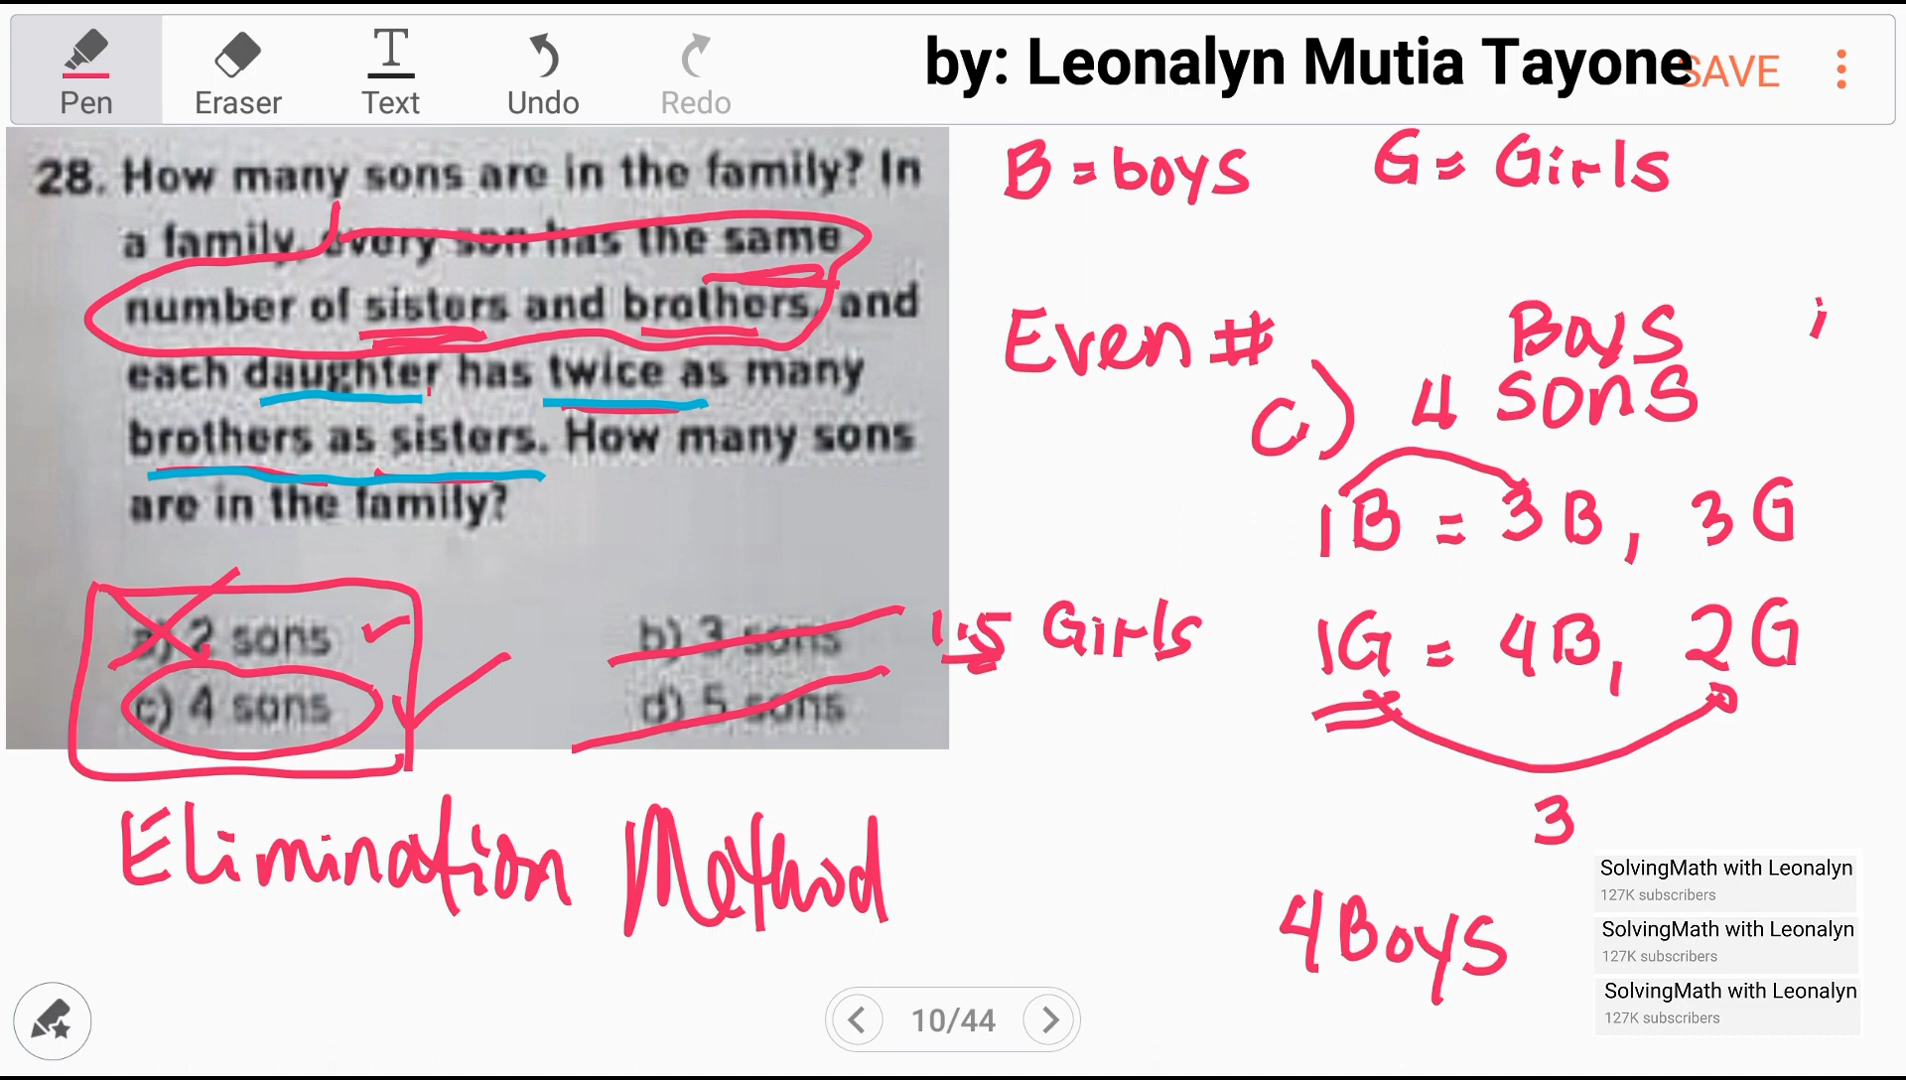 Pen
Eraser
Text
Undo
Redo
by: Leonalyn Mutia Tayone
SAVE
28. How many sons are in the family? In
a family, every son has the same
number of sisters and brothers, and
each daughter has twice as many
brothers as sisters. How many sons
are in the family?
a) 2 sons
b) 3 sons
c) 4 sons
d) 5 sons
Elimination Method
B = boys
G = Girls
Even #
Boys
c) 4 sons
1B = 3B, 3G
1.5 Girls
1G = 4B, 2G
3
4 Boys
SolvingMath with Leonalyn
127K subscribers
SolvingMath with Leonalyn
127K subscribers
SolvingMath with Leonalyn
127K subscribers
10/44